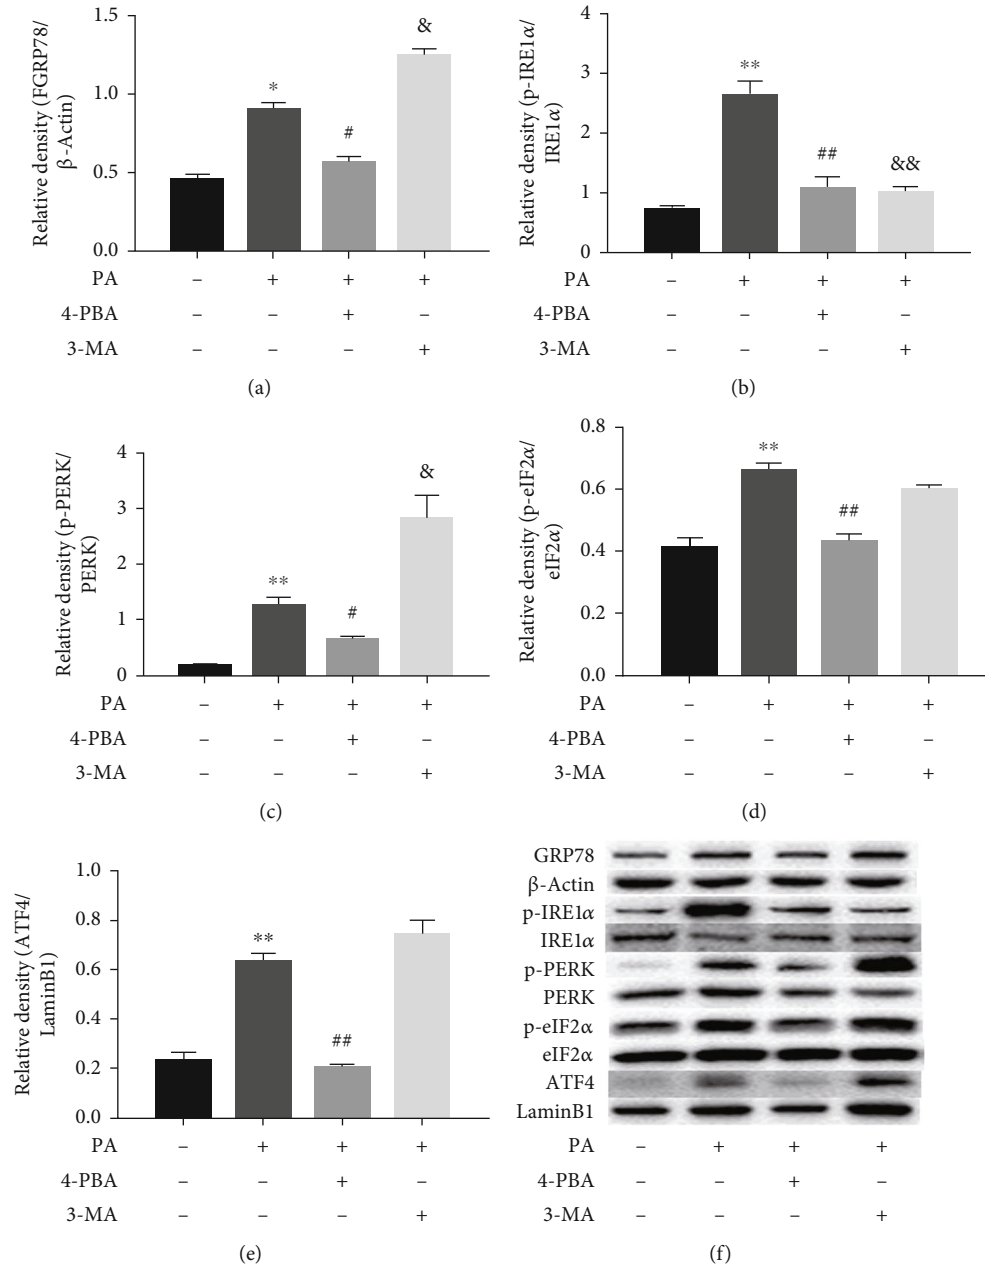 Relative density (FGRP78/
β-Actin)
1.5
1.0
0.5
0.0
*
#
&
PA – + + +
4-PBA – – + –
3-MA – – – +
(a)
Relative density (p-IRE1α/
IRE1α)
4
3
2
1
0
**
##
&&
PA – + + +
4-PBA – – + –
3-MA – – – +
(b)
Relative density (p-PERK/
PERK)
4
3
2
1
0
**
#
&
PA – + + +
4-PBA – – + –
3-MA – – – +
(c)
Relative density (p-eIF2α/
eIF2α)
0.8
0.6
0.4
0.2
0.0
**
##
PA – + + +
4-PBA – – + –
3-MA – – – +
(d)
Relative density (ATF4/
LaminB1)
1.0
0.8
0.6
0.4
0.2
0.0
**
##
PA – + + +
4-PBA – – + –
3-MA – – – +
(e)
GRP78
β-Actin
p-IRE1α
IRE1α
p-PERK
PERK
p-eIF2α
eIF2α
ATF4
LaminB1
PA – + + +
4-PBA – – + –
3-MA – – – +
(f)